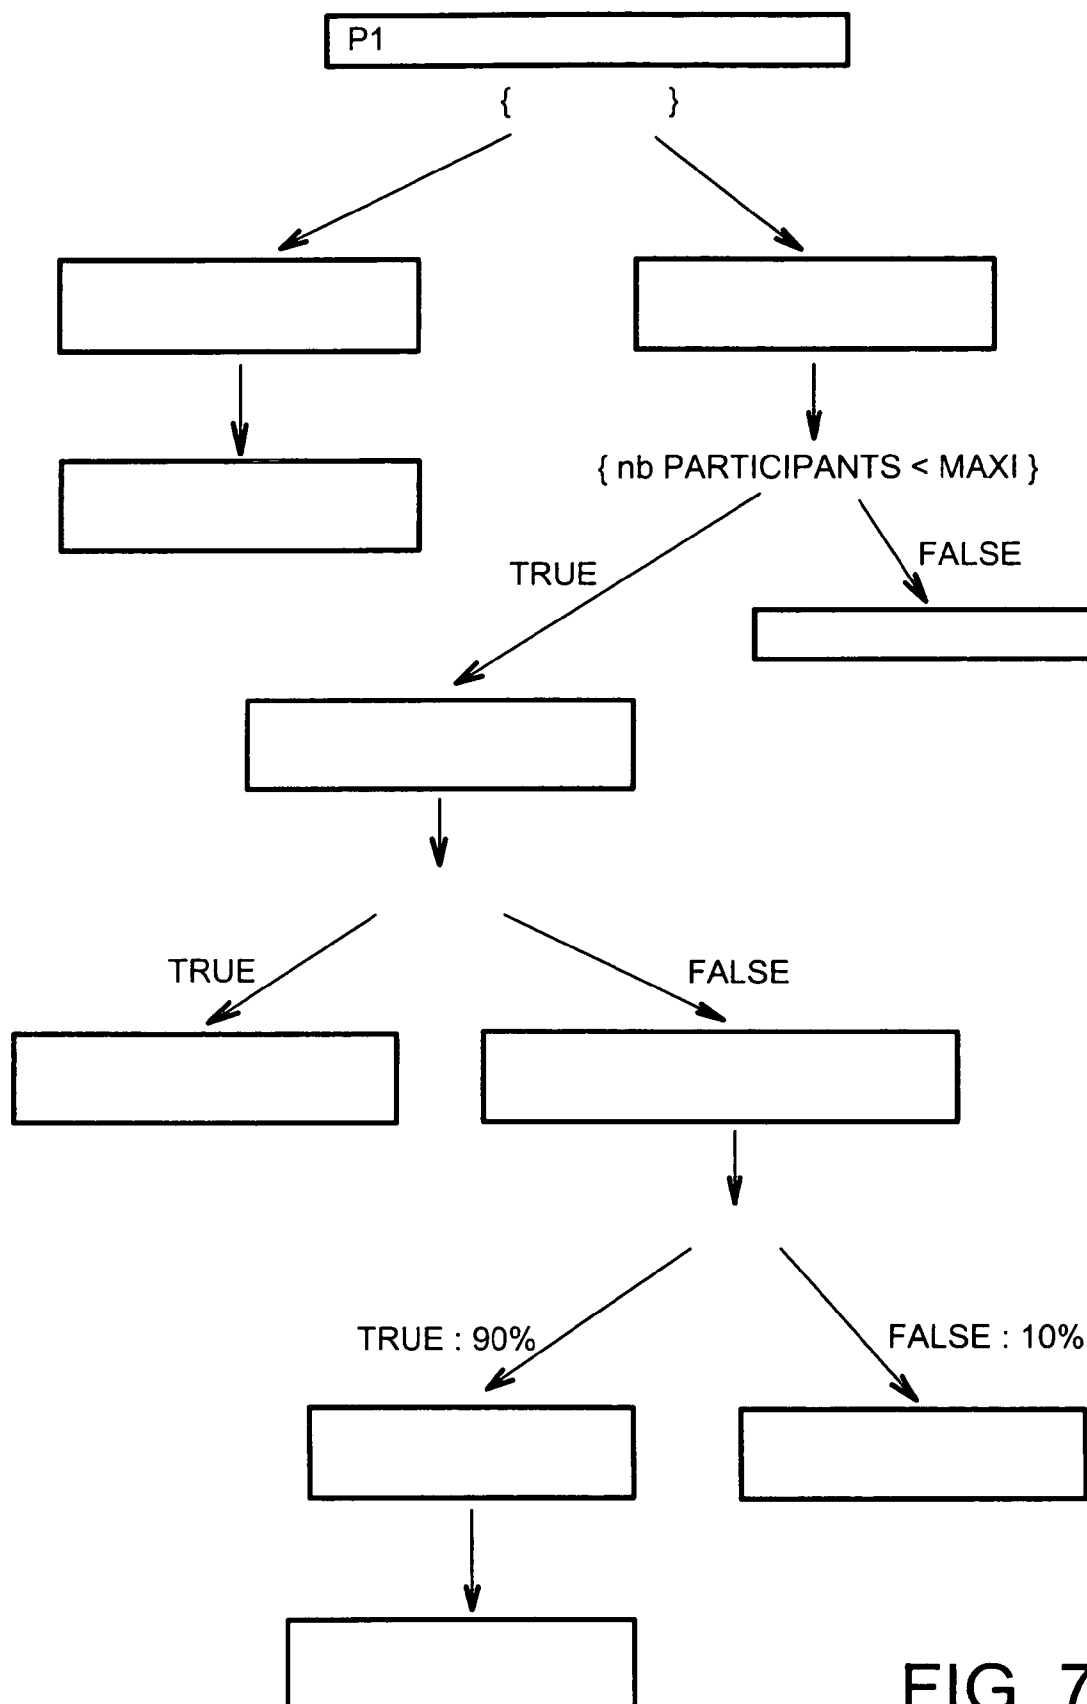 P1
{ }
{ nb PARTICIPANTS < MAXI }
TRUE
FALSE
TRUE
FALSE
TRUE : 90%
FALSE : 10%
FIG. 7